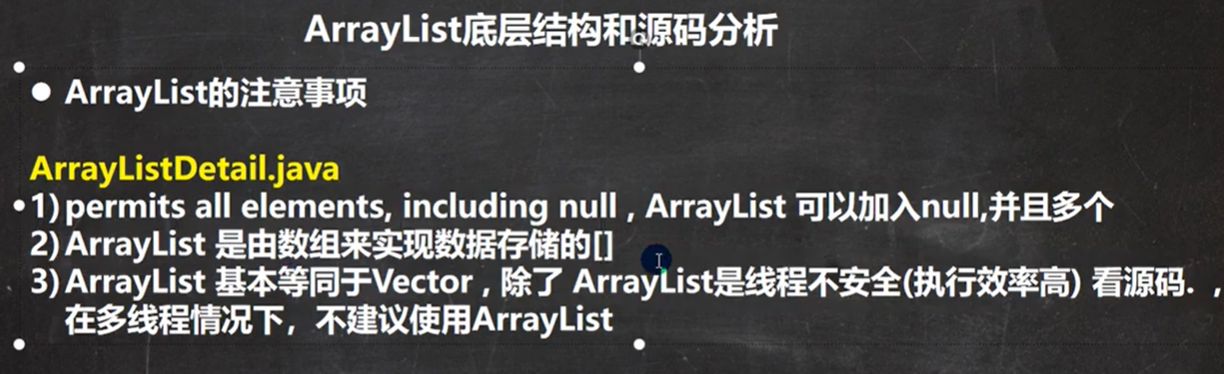 ArrayList底层结构和源码分析
● ArrayList的注意事项
ArrayListDetail.java
1) permits all elements, including null , ArrayList 可以加入null,并且多个
2) ArrayList 是由数组来实现数据存储的[]
3) ArrayList 基本等同于Vector , 除了 ArrayList是线程不安全(执行效率高) 看源码. ,
在多线程情况下，不建议使用ArrayList